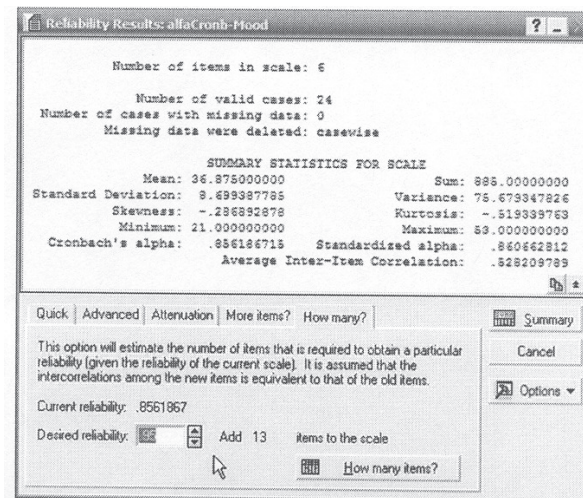 Reliability Results: alfaCronb-Mood
Number of items in scale: 6
Number of valid cases: 24
Number of cases with missing data: 0
Missing data were deleted: casewise
SUMMARY STATISTICS FOR SCALE
Mean: 36.875000000 Sum: 885.00000000
Standard Deviation: 8.699387785 Variance: 75.679347826
Skewness: -.286892878 Kurtosis: -.519339763
Minimum: 21.000000000 Maximum: 53.000000000
Cronbach's alpha: .856186715 Standardized alpha: .860662812
Average Inter-Item Correlation: .528209789
Quick Advanced Attenuation More items? How many?
This option will estimate the number of items that is required to obtain a particular
reliability (given the reliability of the current scale). It is assumed that the
intercorrelations among the new items is equivalent to that of the old items.
Current reliability: .8561867
Desired reliability: .95 Add 13 items to the scale
How many items?
Summary
Cancel
Options